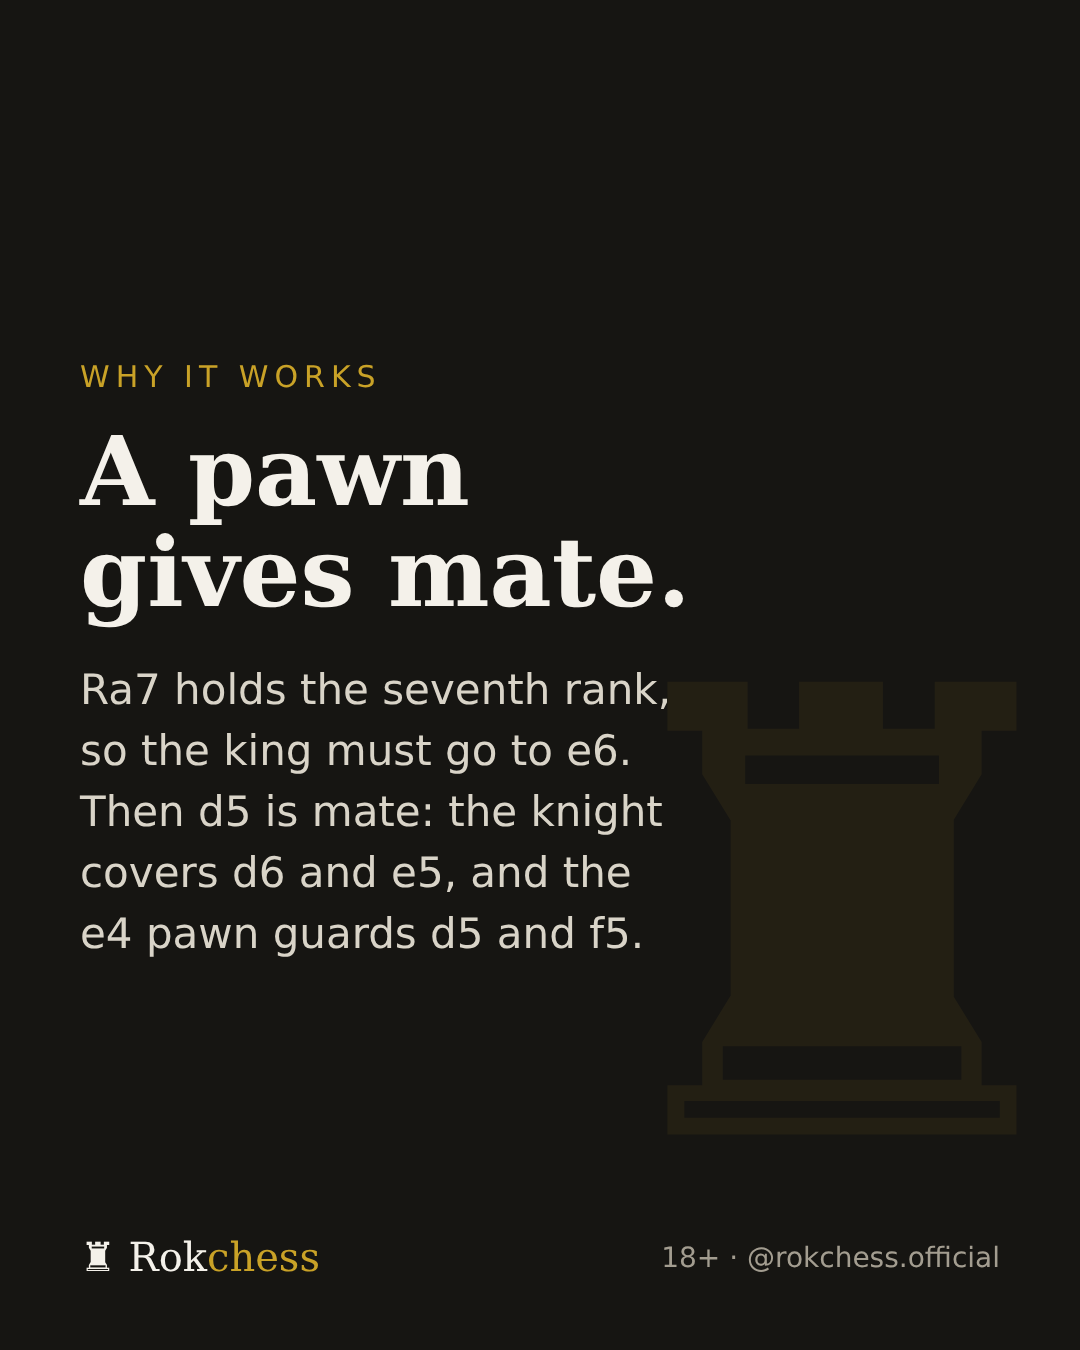 WHY IT WORKS
A pawn
gives mate.
Ra7 holds the seventh rank,
so the king must go to e6.
Then d5 is mate: the knight
covers d6 and e5, and the
e4 pawn guards d5 and f5.
♜ Rokchess
18+ · @rokchess.official